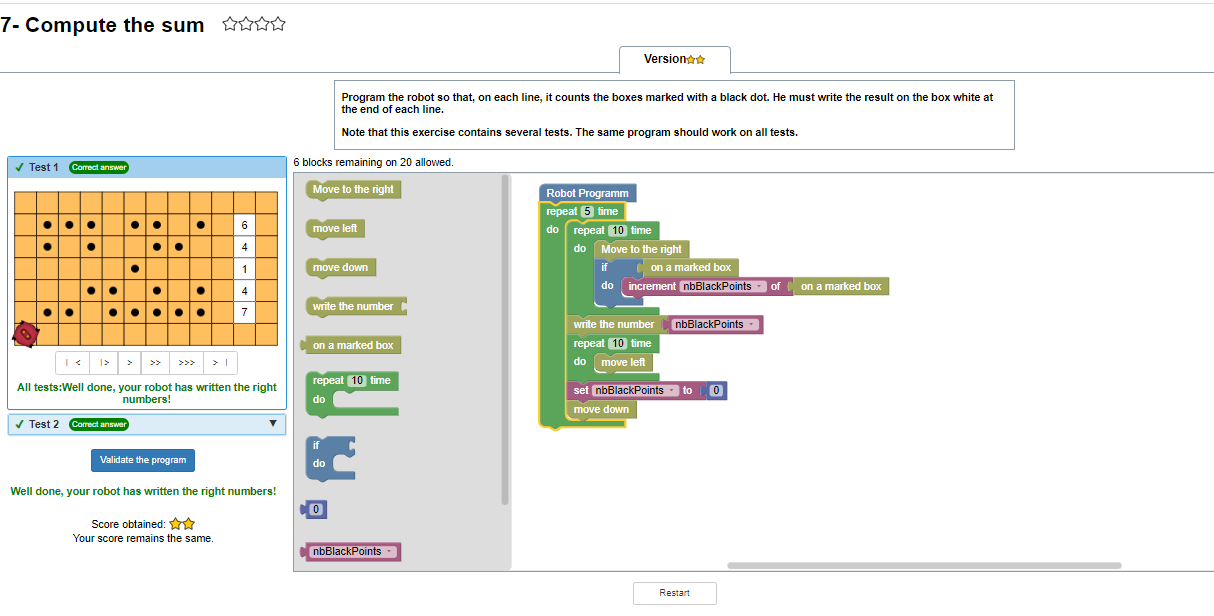 7- Compute the sum
Version
Program the robot so that, on each line, it counts the boxes marked with a black dot. He must write the result on the box white at
the end of each line.
Note that this exercise contains several tests. The same program should work on all tests.
✓ Test 1 Correct answer
6
4
1
4
7
0
| < |> > >> >>> > |
All tests:Well done, your robot has written the right
numbers!
✓ Test 2 Correct answer ▼
Validate the program
Well done, your robot has written the right numbers!
Score obtained:
Your score remains the same.
6 blocks remaining on 20 allowed.
Move to the right
move left
move down
write the number
on a marked box
repeat 10 time
do
if
do
0
nbBlackPoints
Robot Programm
repeat 5 time
do repeat 10 time
do Move to the right
if on a marked box
do increment nbBlackPoints of on a marked box
write the number nbBlackPoints
repeat 10 time
do move left
set nbBlackPoints to 0
move down
Restart